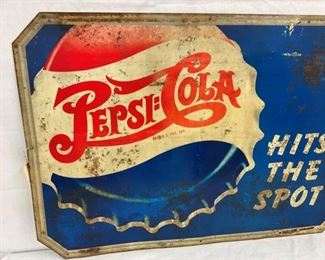 PEPSI=COLA
HITS
THE
SPOT